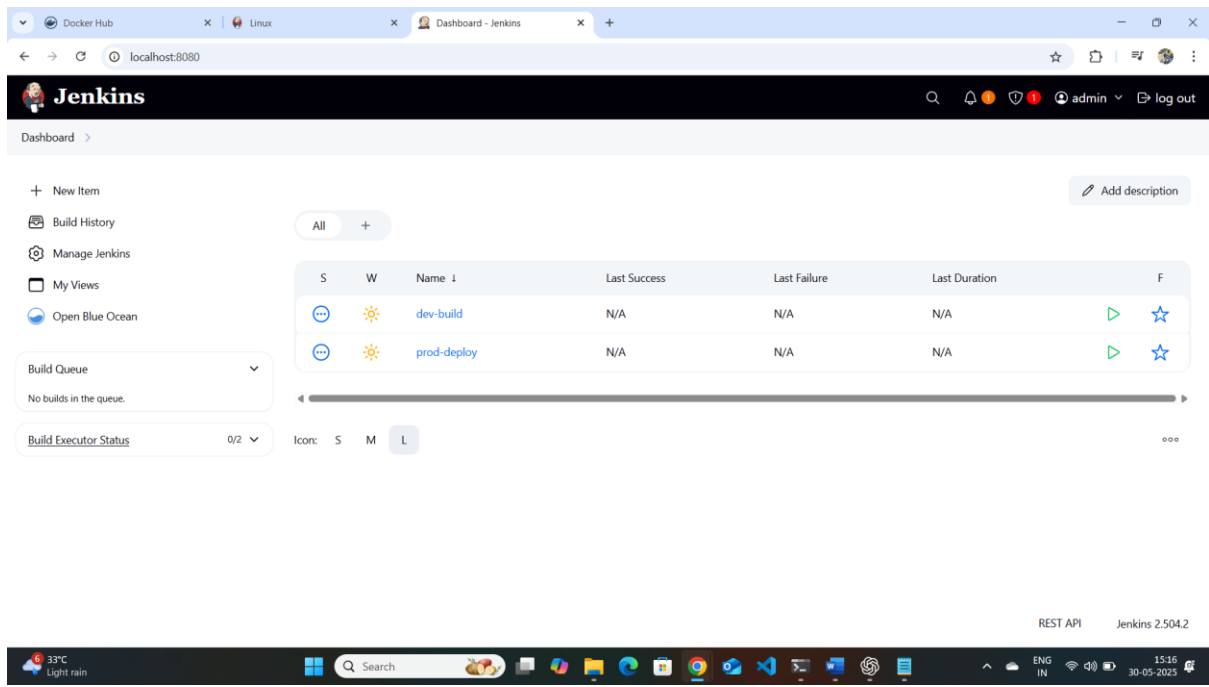 Docker Hub Linux Dashboard - Jenkins
localhost:8080
Jenkins 1 1 admin log out
Dashboard
New Item
Add description
Build History
All
Manage Jenkins
My Views
S W Name ↓ Last Success Last Failure Last Duration F
Open Blue Ocean
dev-build N/A N/A N/A
prod-deploy N/A N/A N/A
Build Queue
No builds in the queue.
Build Executor Status 0/2
Icon: S M L
REST API Jenkins 2.504.2
6 33°C
Light rain
Search
ENG
IN
15:16
30-05-2025